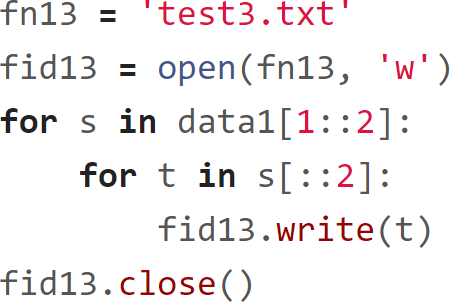 fn13 = 'test3.txt'
fid13 = open(fn13, 'w')
for s in data1[1::2]:
    for t in s[::2]:
        fid13.write(t)
fid13.close()